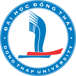 ĐẠI HỌC ĐỒNG THÁP
DONG THAP UNIVERSITY